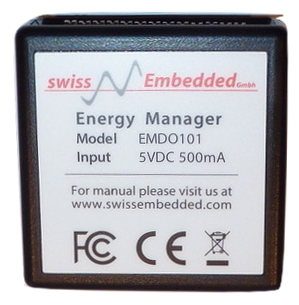 swiss Embedded GmbH
Energy Manager
Model EMDO101
Input 5VDC 500mA
For manual please visit us at
www.swissembedded.com
FC CE